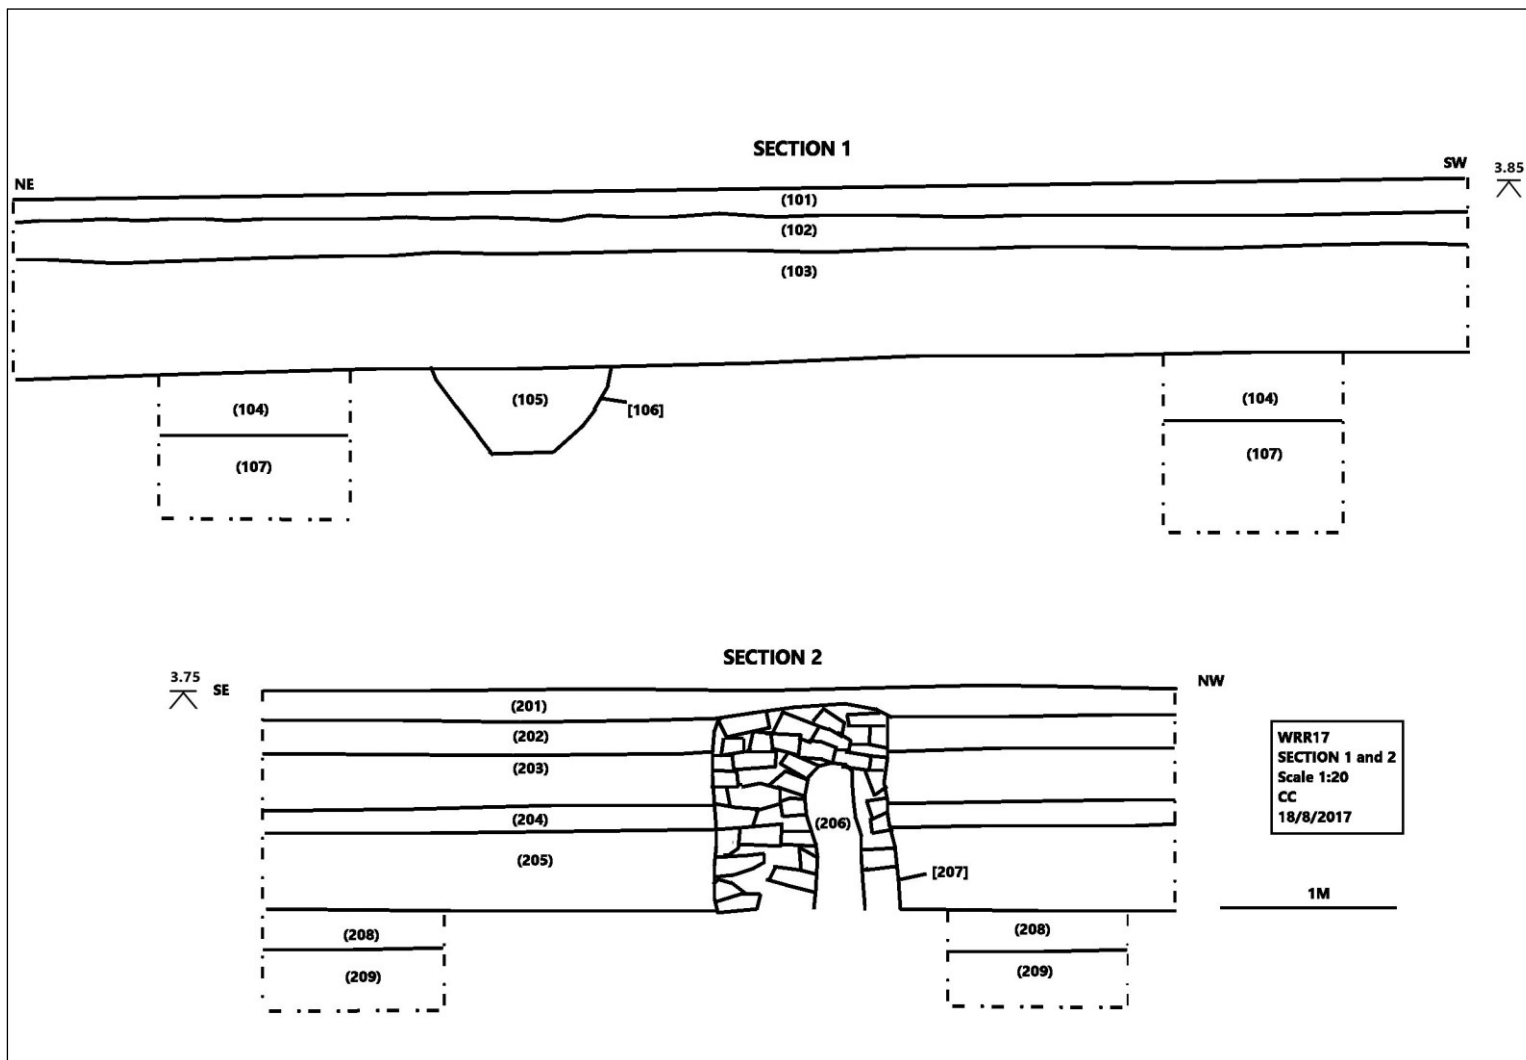 SECTION 1
NE
SW
3.85
(101)
(102)
(103)
(104)
(105)
[106]
(104)
(107)
(107)
SECTION 2
3.75
SE
NW
(201)
(202)
(203)
(204)
(205)
(206)
[207]
(208)
(209)
(208)
(209)
WRR17
SECTION 1 and 2
Scale 1:20
CC
18/8/2017
1M